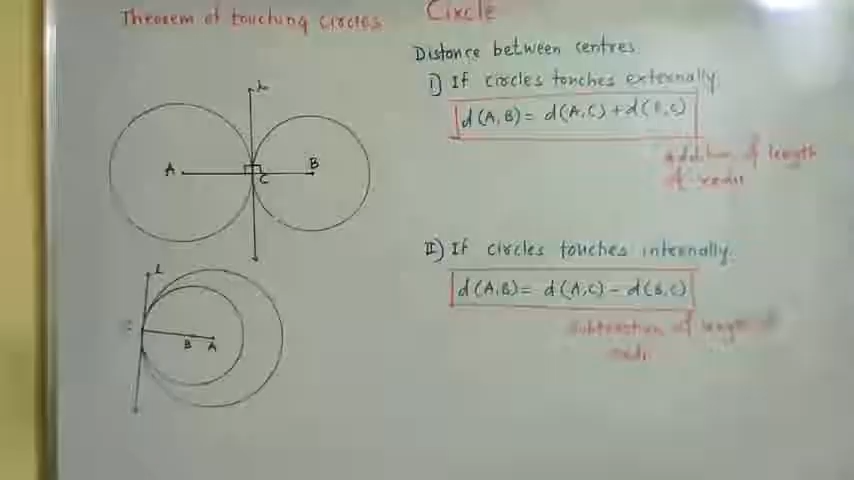 Theorem of touching circles
Circle
Distance between centres
I) If circles touches externally.
d(A,B) = d(A,C) + d(B,C)
addition of length
of radii
l
A
B
C
II) If circles touches internally.
d(A,B) = d(A,C) - d(B,C)
subtraction of length of
radi
l
C
B A